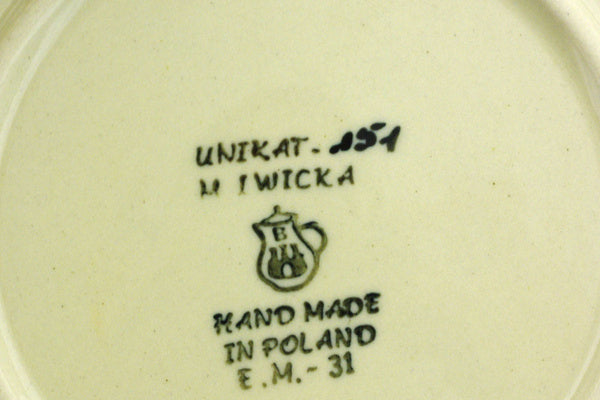 UNIKAT- 151
M IWICKA
B
HAND MADE
IN POLAND
E.M.- 31